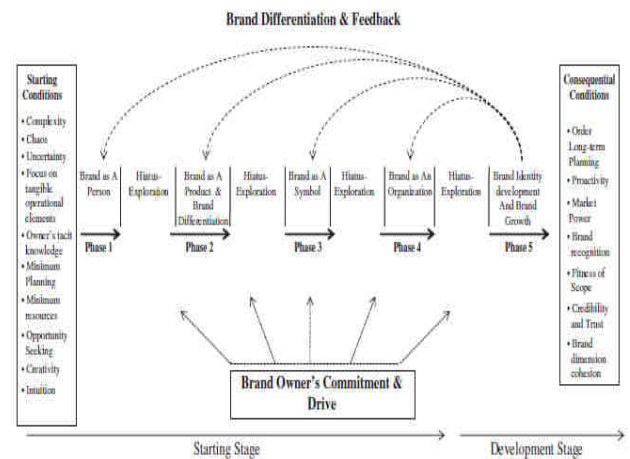 Brand Differentiation & Feedback
Starting
Conditions
• Complexity
• Chaos
• Uncertainty
• Focus on
tangible
operational
elements
• Owner's tacit
knowledge
• Minimum
Planning
• Minimum
resources
• Opportunity
Seeking
• Creativity
• Intuition
Brand as A
Person
Phase 1
Hiatus-
Exploration
Brand as A
Product &
Brand
Differentiation
Phase 2
Hiatus-
Exploration
Brand as A
Symbol
Phase 3
Hiatus-
Exploration
Brand as An
Organization
Phase 4
Hiatus-
Exploration
Brand Identity
development
And Brand
Growth
Phase 5
Consequential
Conditions
• Order
Long-term
Planning
• Proactivity
• Market
Power
• Brand
recognition
• Fitness of
Scope
• Credibility
and Trust
• Brand
dimension
cohesion
Brand Owner's Commitment &
Drive
Starting Stage
Development Stage